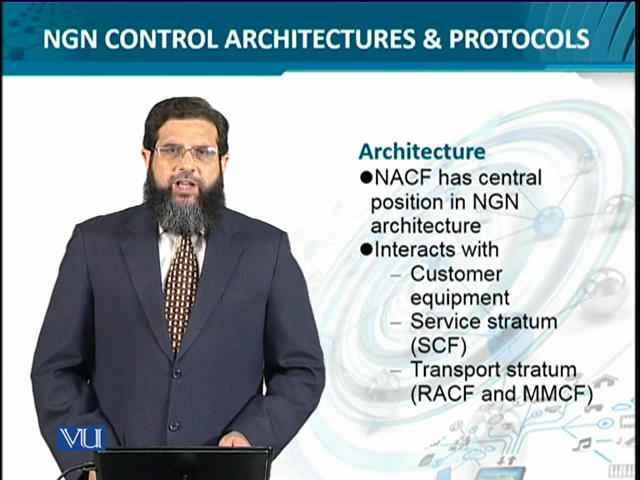 NGN CONTROL ARCHITECTURES & PROTOCOLS
Architecture
●NACF has central
position in NGN
architecture
●Interacts with
– Customer
equipment
– Service stratum
(SCF)
– Transport stratum
(RACF and MMCF)
VU